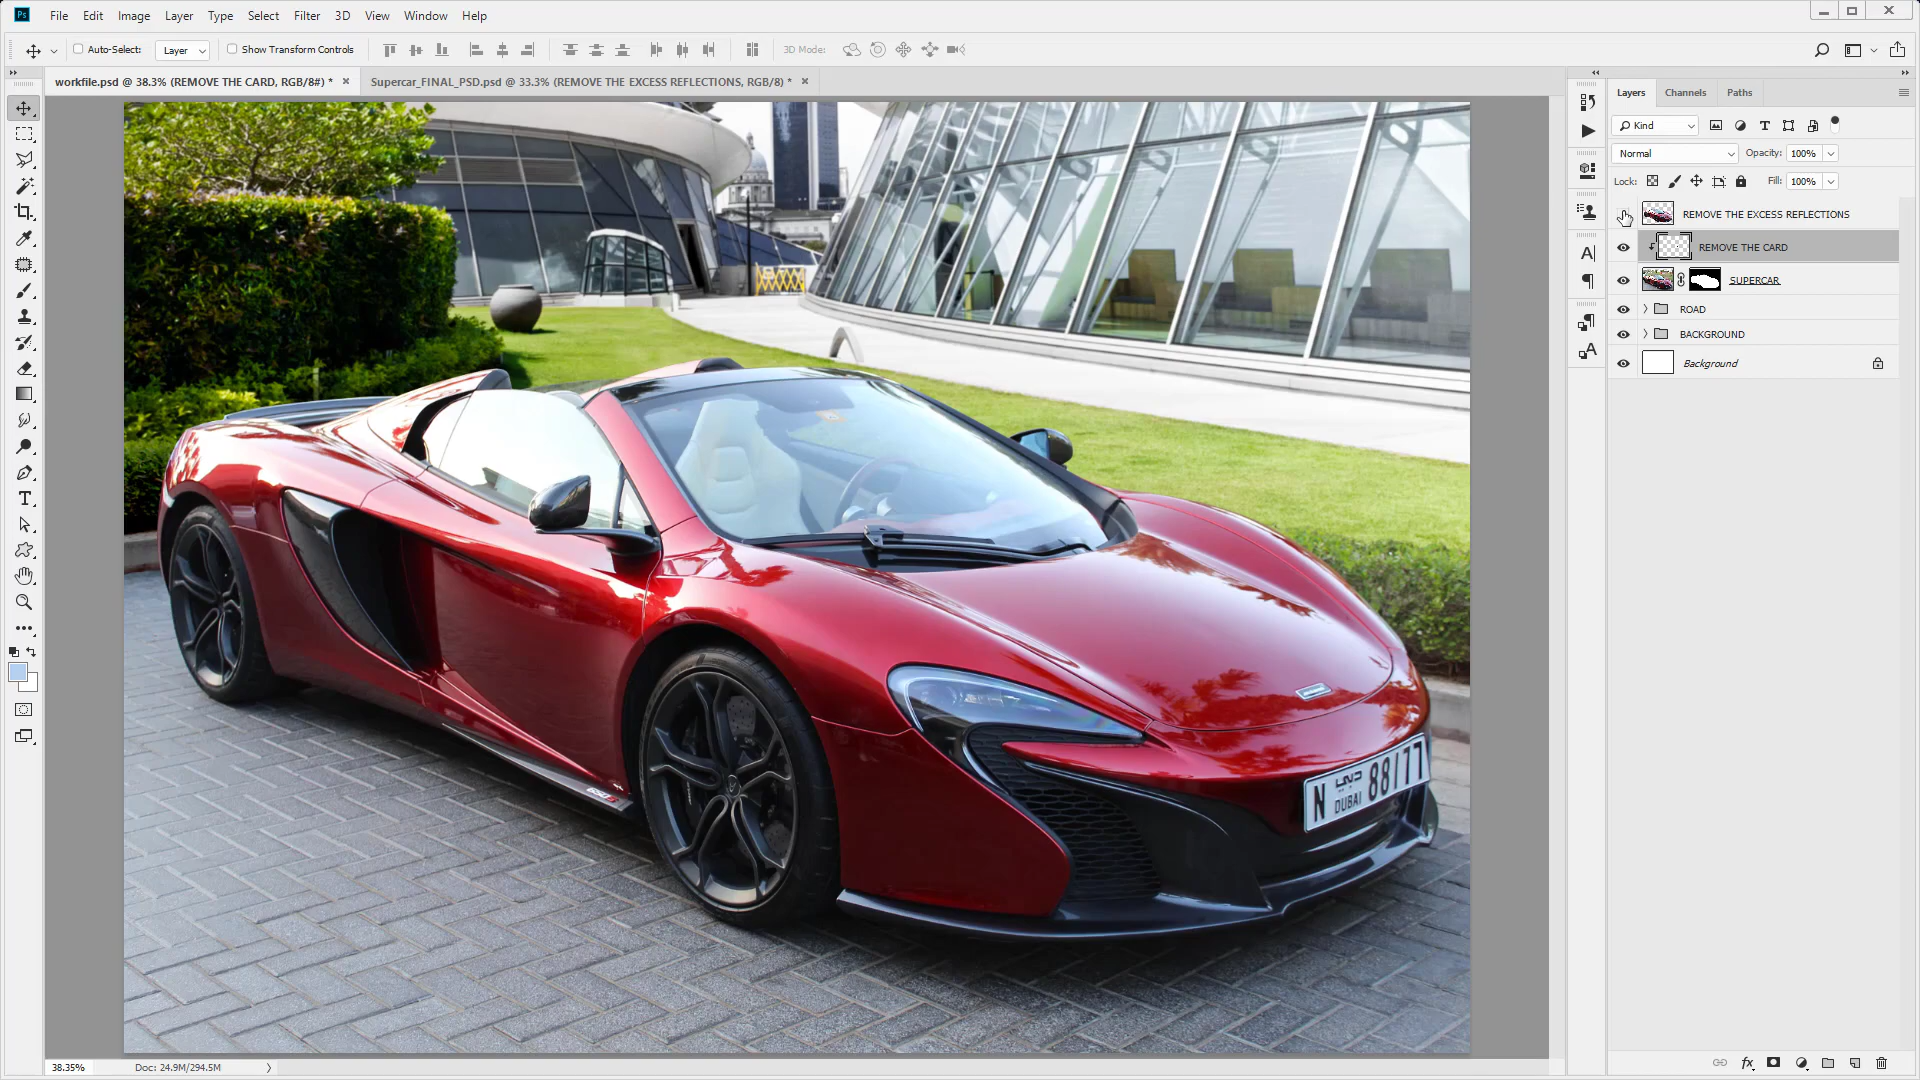 Ps File Edit Image Layer Type Select Filter 3D View Window Help
Auto-Select: Layer Show Transform Controls 3D Mode:
workfile.psd @ 38.3% (REMOVE THE CARD, RGB/8#) * Supercar_FINAL_PSD.psd @ 33.3% (REMOVE THE EXCESS REFLECTIONS, RGB/8) *
Layers Channels Paths
Kind
Normal Opacity: 100%
Lock: Fill: 100%
REMOVE THE EXCESS REFLECTIONS
REMOVE THE CARD
SUPERCAR
ROAD
BACKGROUND
Background
N دبي DUBAI 88177
650S
38.35% Doc: 24.9M/294.5M